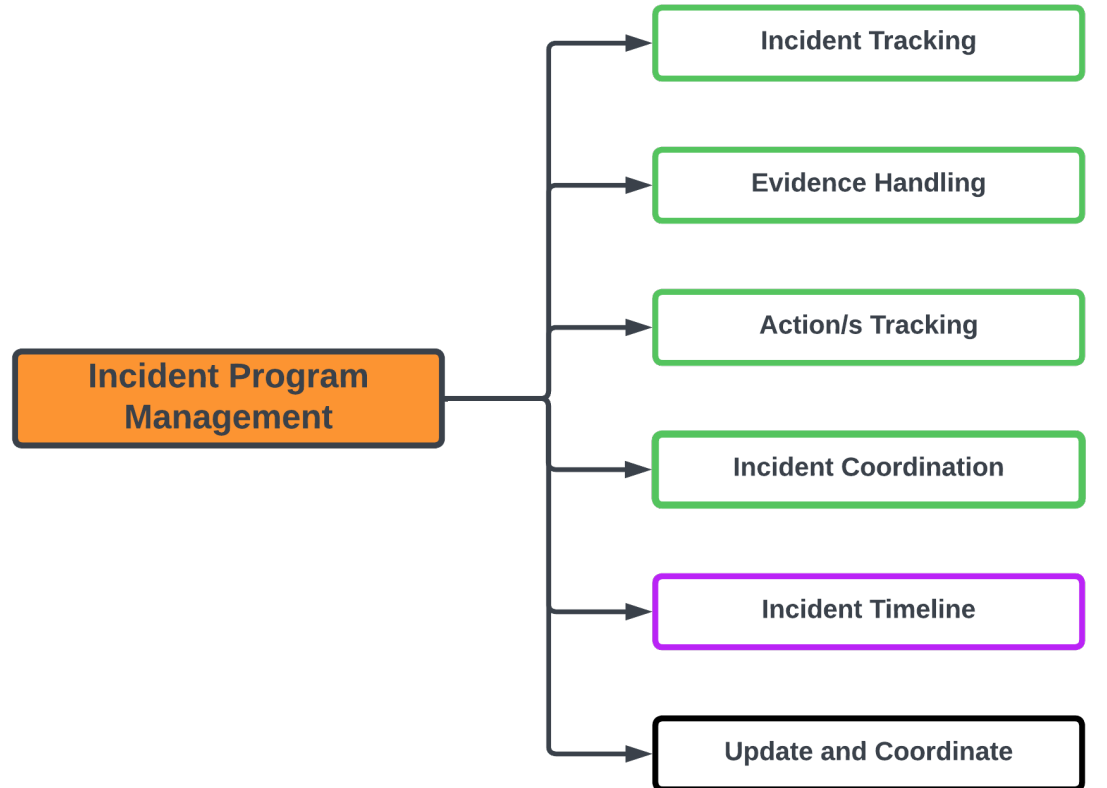 Incident Tracking
Evidence Handling
Action/s Tracking
Incident Program
Management
Incident Coordination
Incident Timeline
Update and Coordinate